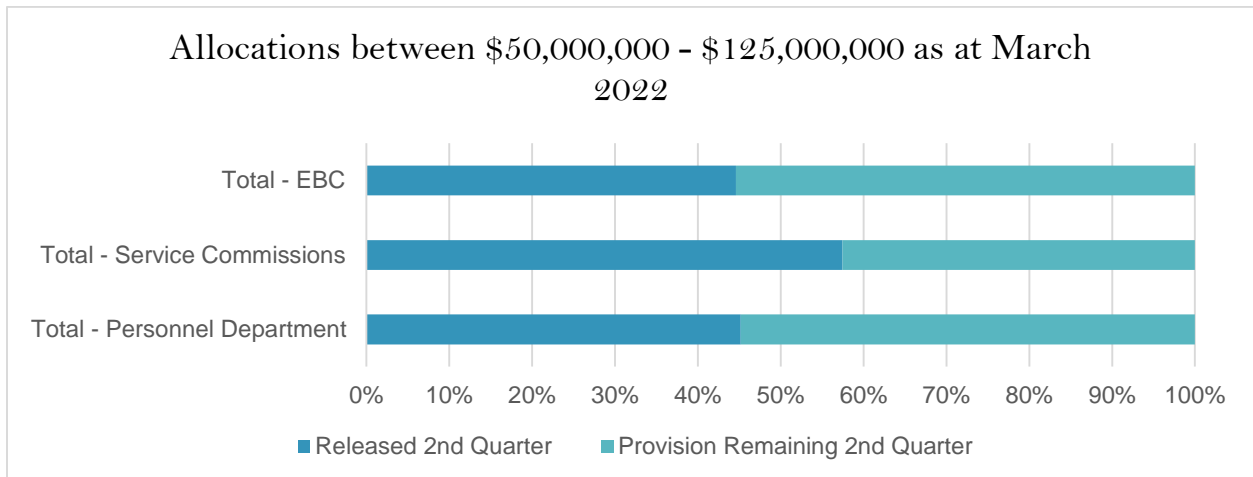 Allocations between $50,000,000 - $125,000,000 as at March
2022
Total - EBC
Total - Service Commissions
Total - Personnel Department
0% 10% 20% 30% 40% 50% 60% 70% 80% 90% 100%
Released 2nd Quarter Provision Remaining 2nd Quarter